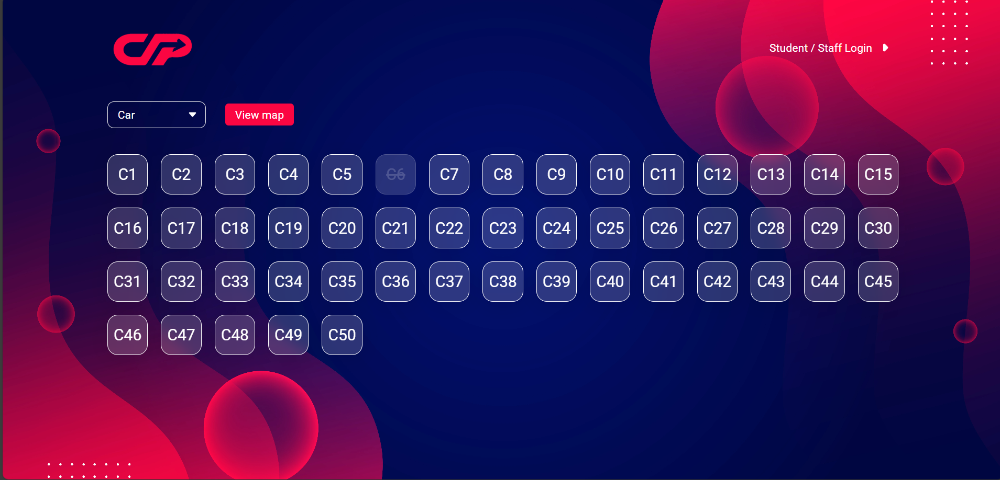 CP
Student / Staff Login
Car
View map
C1 C2 C3 C4 C5 C6 C7 C8 C9 C10 C11 C12 C13 C14 C15
C16 C17 C18 C19 C20 C21 C22 C23 C24 C25 C26 C27 C28 C29 C30
C31 C32 C33 C34 C35 C36 C37 C38 C39 C40 C41 C42 C43 C44 C45
C46 C47 C48 C49 C50